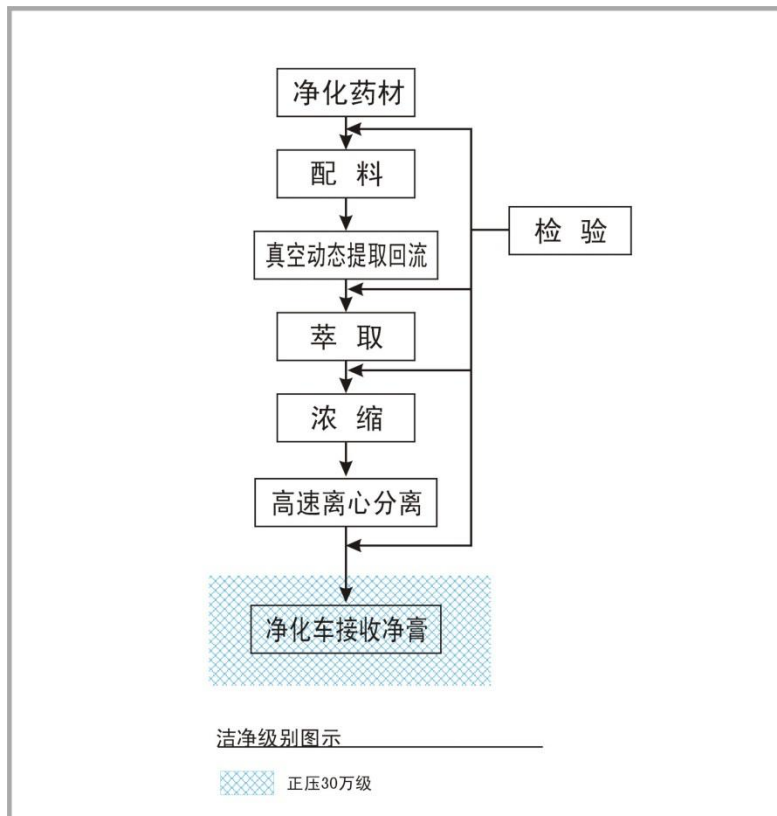 净化药材
配 料
检 验
真空动态提取回流
萃 取
浓 缩
高速离心分离
净化车接收净膏
洁净级别图示
正压30万级